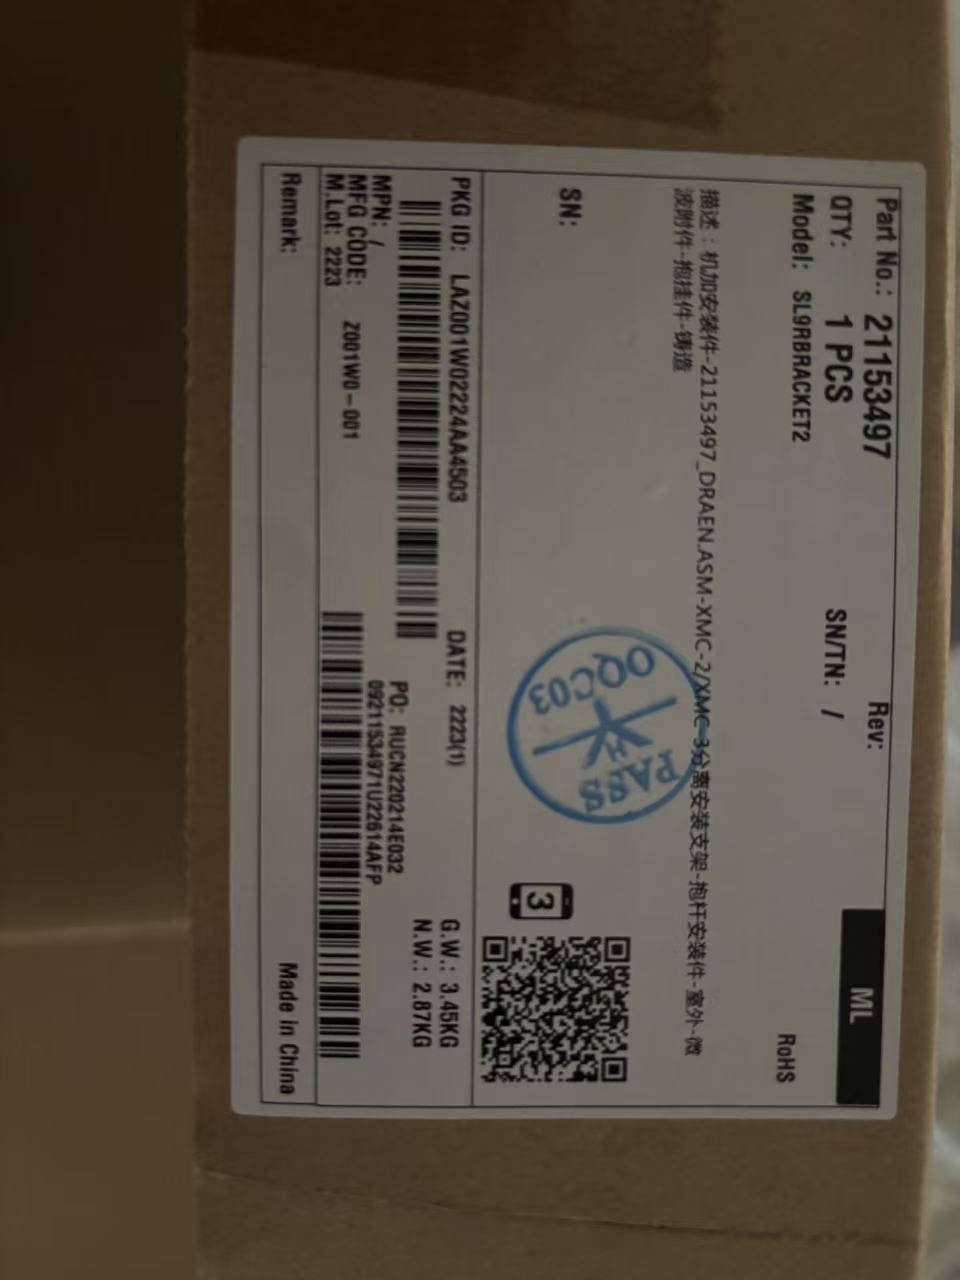 Part No.: 21153497
Rev:
ML
QTY: 1 PCS
SN/TN: /
Model: SL9RBRACKET2
RoHS
描述：机加安装件-21153497_DRAEN.ASM-XMC-2/XMC-3分离安装支架-抱杆安装件-室外-微
波附件-抱挂件-铸造
SN:
OQC03
PASS
3
PKG ID: LAZ001W02224AA4503
DATE: 2223(1)
G.W.: 3.45KG
N.W.: 2.87KG
MPN: /
PO: RUCN220214E032
MFG CODE: Z001W0-001
09211534971U22614AFP
M.Lot: 2223
Remark:
Made in China